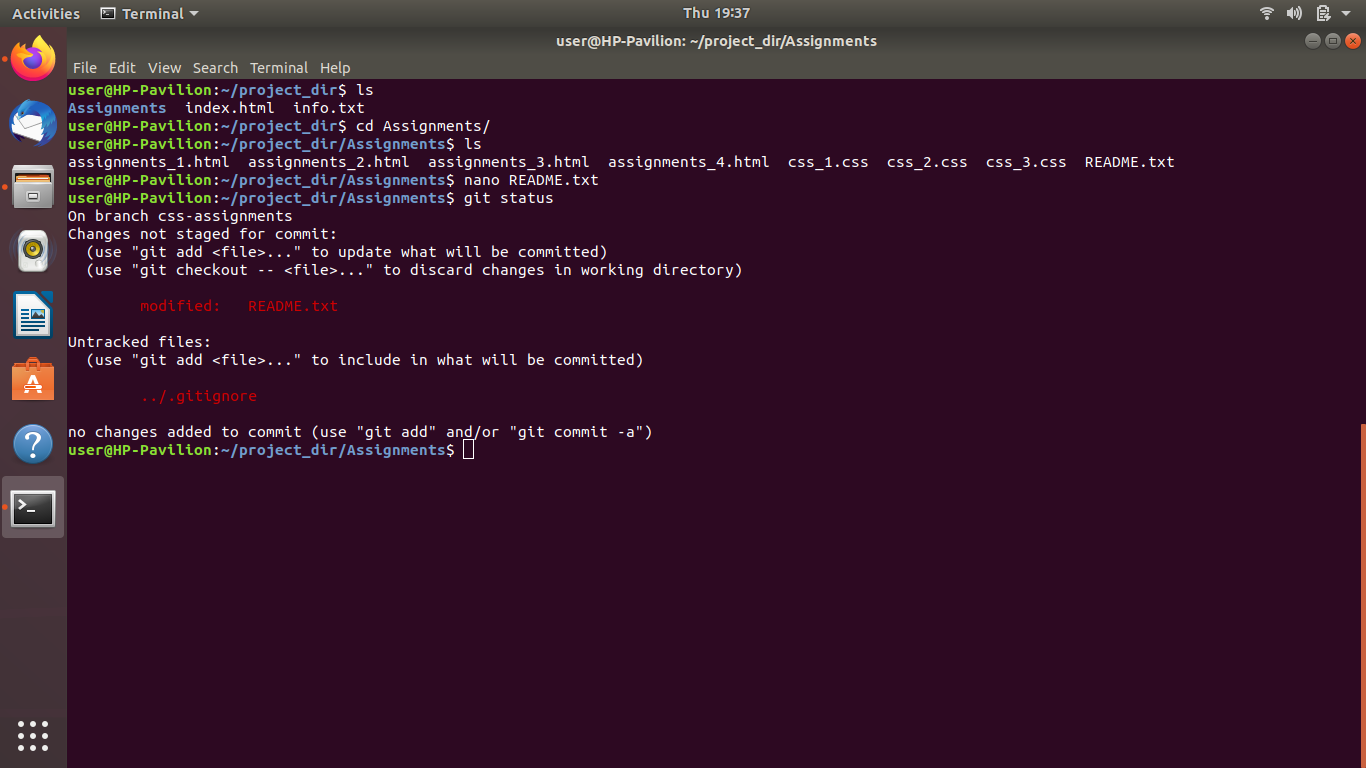 Activities Terminal Thu 19:37
user@HP-Pavilion: ~/project_dir/Assignments
File Edit View Search Terminal Help
user@HP-Pavilion:~/project_dir$ ls
Assignments  index.html  info.txt
user@HP-Pavilion:~/project_dir$ cd Assignments/
user@HP-Pavilion:~/project_dir/Assignments$ ls
assignments_1.html  assignments_2.html  assignments_3.html  assignments_4.html  css_1.css  css_2.css  css_3.css  README.txt
user@HP-Pavilion:~/project_dir/Assignments$ nano README.txt
user@HP-Pavilion:~/project_dir/Assignments$ git status
On branch css-assignments
Changes not staged for commit:
  (use "git add <file>..." to update what will be committed)
  (use "git checkout -- <file>..." to discard changes in working directory)
        modified:   README.txt
Untracked files:
  (use "git add <file>..." to include in what will be committed)
        ../.gitignore
no changes added to commit (use "git add" and/or "git commit -a")
user@HP-Pavilion:~/project_dir/Assignments$